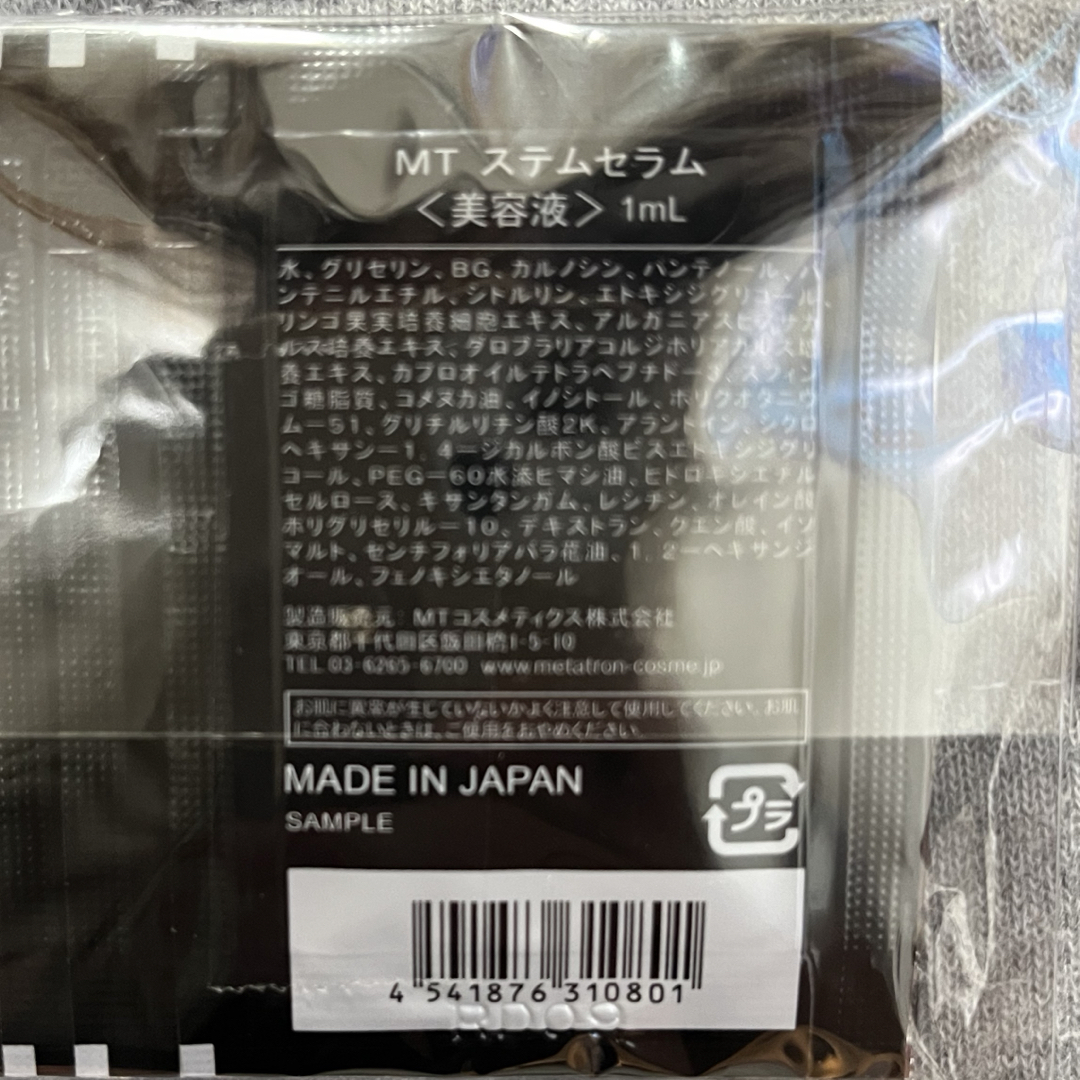 MT ステムセラム
＜美容液＞ 1mL
水、グリセリン、BG、カルノシン、パンテノール、パ
ンテニルエチル、シトルリン、エトキシジグリコール、
リンゴ果実培養細胞エキス、アルガニアスピノサカ
ルス培養エキス、グロブラリアコルジホリアカルス培
養エキス、カプロオイルテトラペプチド－3、スフィン
ゴ糖脂質、コメヌカ油、イノシトール、ポリクオタニウ
ム－51、グリチルリチン酸2K、アラントイン、シクロ
ヘキサン－1、4－ジカルボン酸ビスエトキシジグリ
コール、PEG－60水添ヒマシ油、ヒドロキシエチル
セルロース、キサンタンガム、レシチン、オレイン酸
ポリグリセリル－10、デキストラン、クエン酸、イソ
マルト、センチフォリアバラ花油、1、2－ヘキサンジ
オール、フェノキシエタノール
製造販売元：MTコスメティクス株式会社
東京都千代田区飯田橋1-5-10
TEL.03-6265-6700 www.metatron-cosme.jp
お肌に異常が生じていないかよく注意して使用してください。お肌
に合わないときは、ご使用をおやめください。
MADE IN JAPAN
SAMPLE
プラ
4 541876 310801